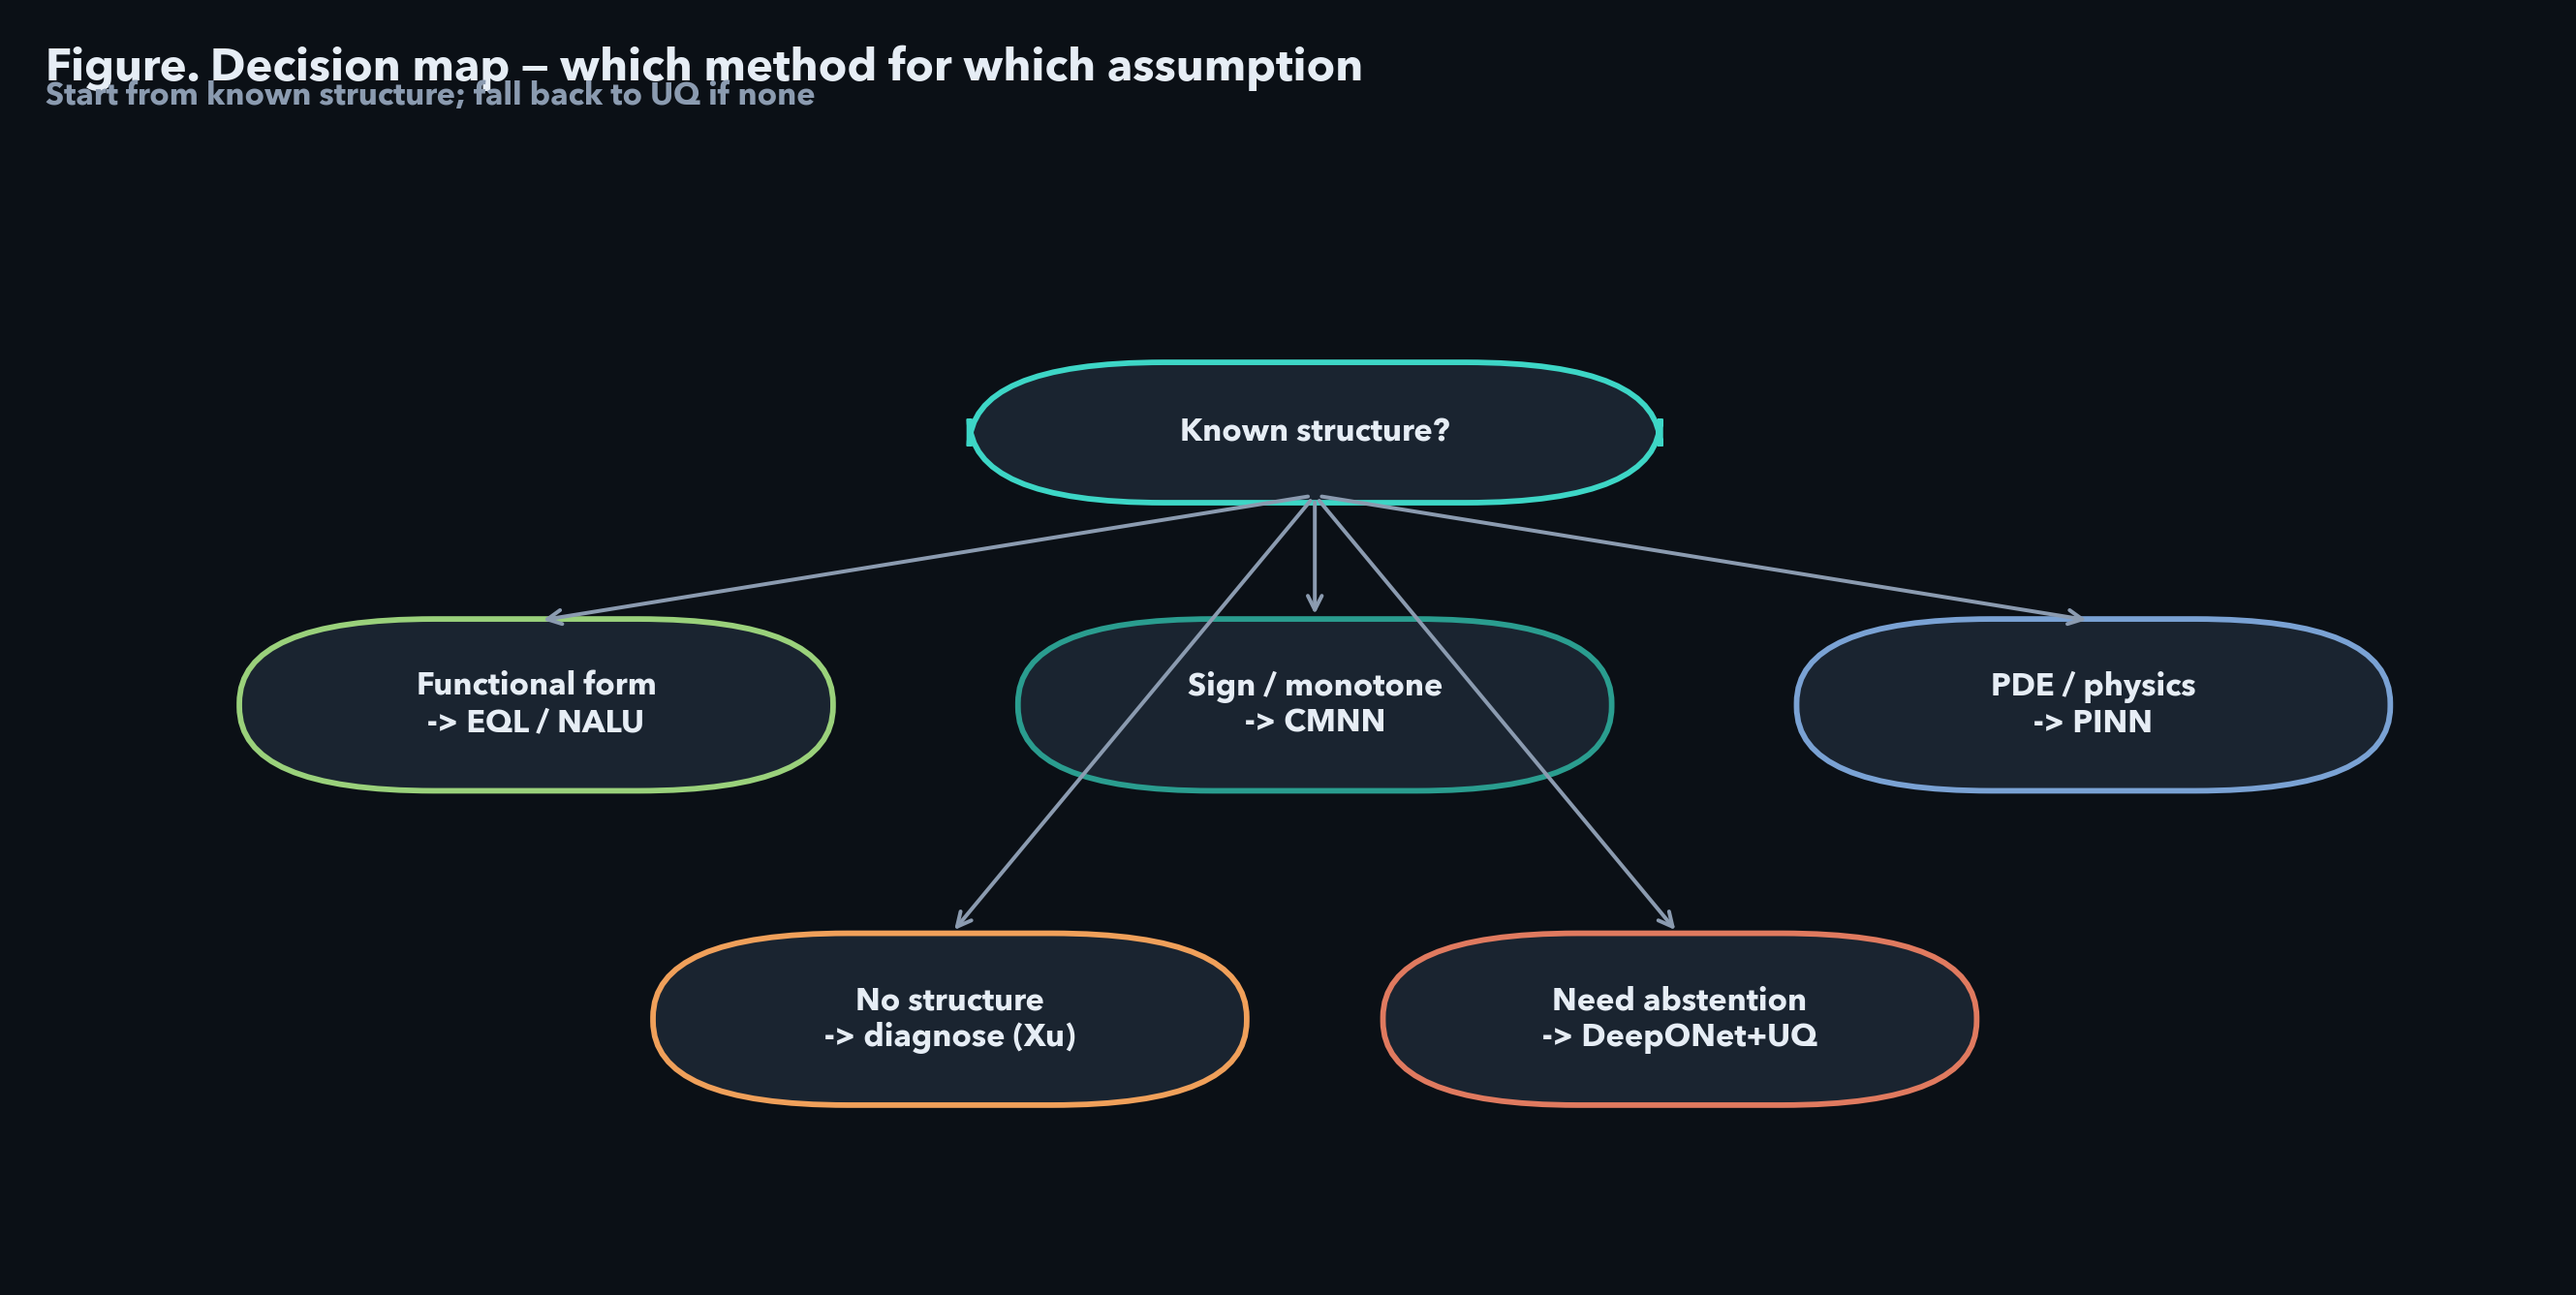 Figure. Decision map – which method for which assumption
Start from known structure; fall back to UQ if none
Known structure?
Functional form
-> EQL / NALU
Sign / monotone
-> CMNN
PDE / physics
-> PINN
No structure
-> diagnose (Xu)
Need abstention
-> DeepONet+UQ